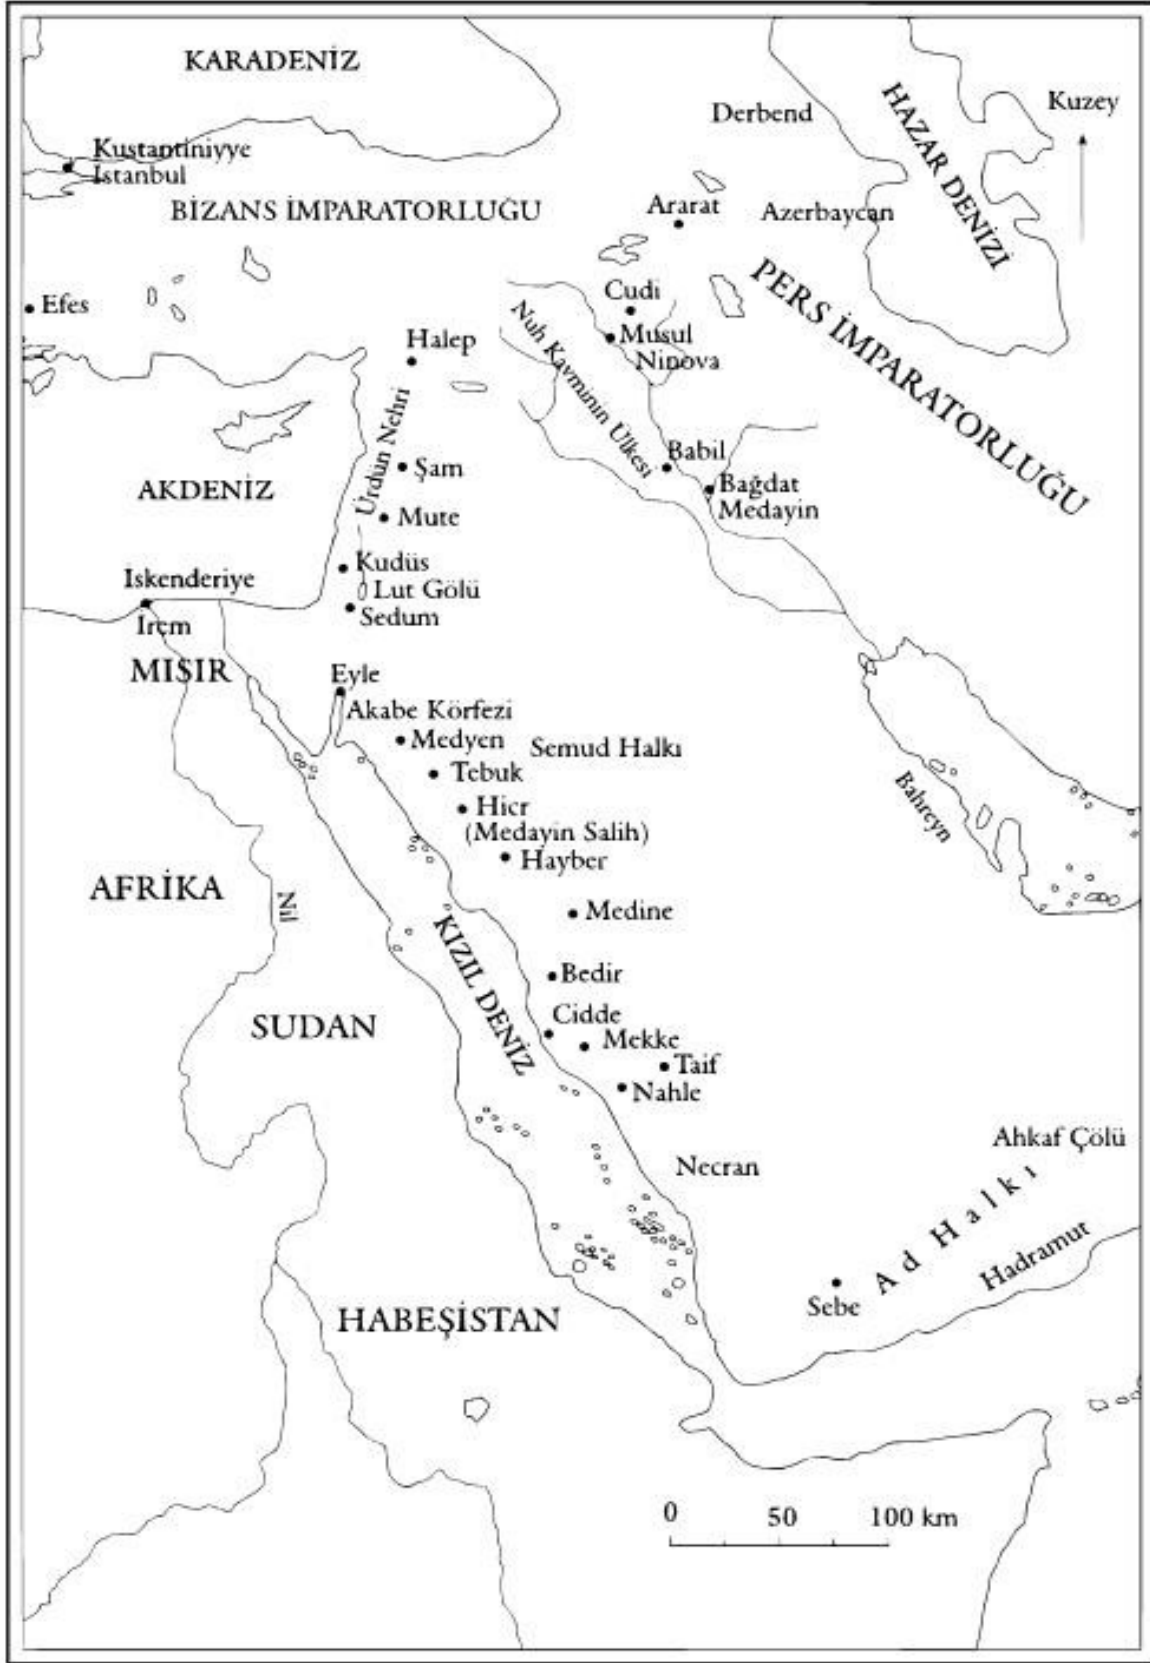 KARADENİZ
HAZAR DENİZİ
Kuzey
Derbend
Kustantiniyye
İstanbul
BİZANS İMPARATORLUĞU
Ararat
Azerbaycan
PERS İMPARATORLUĞU
Efes
Cudi
Musul
Ninova
Nuh Kavminin Ülkesi
Halep
Ürdün Nehri
Şam
Babil
Bağdat
Medayin
AKDENİZ
Mute
Kudüs
Lut Gölü
Sedum
Iskenderiye
İrem
MISIR
Eyle
Akabe Körfezi
Medyen
Semud Halkı
Tebuk
Hicr
(Medayin Salih)
Hayber
Bahreyn
AFRİKA
Nil
Medine
KIZIL DENİZ
Bedir
SUDAN
Cidde
Mekke
Taif
Nahle
Necran
Ahkaf Çölü
Ad Halkı
Hadramut
Sebe
HABEŞİSTAN
0 50 100 km